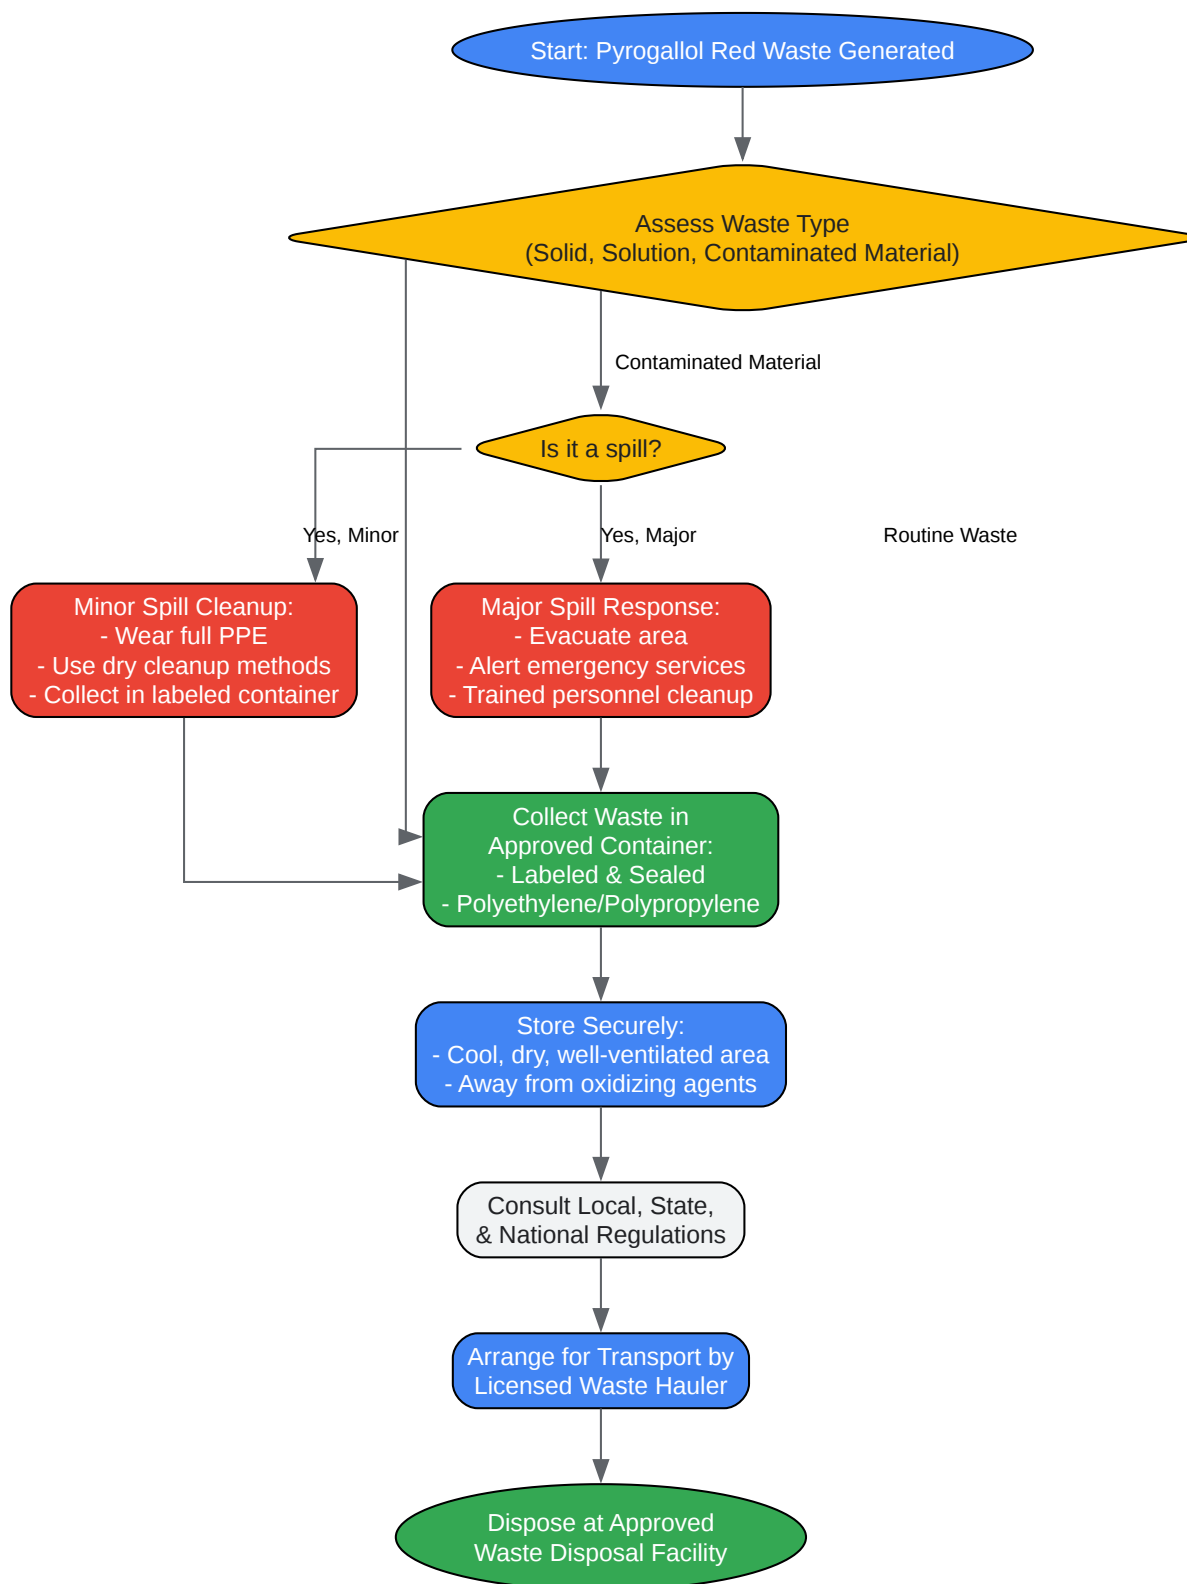 Start: Pyrogallol Red Waste Generated
Assess Waste Type
(Solid, Solution, Contaminated Material)
Contaminated Material
Is it a spill?
Yes, Minor
Yes, Major
Routine Waste
Minor Spill Cleanup:
- Wear full PPE
- Use dry cleanup methods
- Collect in labeled container
Major Spill Response:
- Evacuate area
- Alert emergency services
- Trained personnel cleanup
Collect Waste in
Approved Container:
- Labeled & Sealed
- Polyethylene/Polypropylene
Store Securely:
- Cool, dry, well-ventilated area
- Away from oxidizing agents
Consult Local, State,
& National Regulations
Arrange for Transport by
Licensed Waste Hauler
Dispose at Approved
Waste Disposal Facility